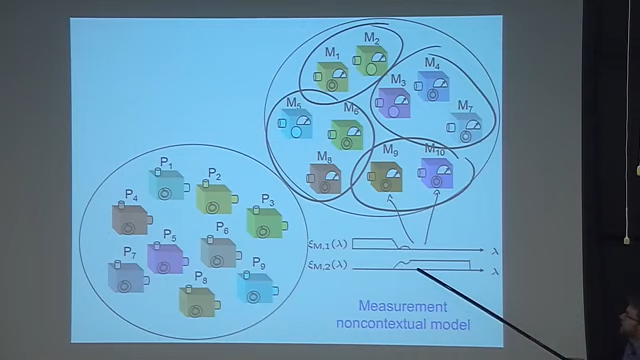 M1
M2
M3
M4
M5
M6
M7
M8
M9
M10
P1
P2
P3
P4
P5
P6
P7
P8
P9
ξM,1(λ)
λ
ξM,2(λ)
λ
Measurement
noncontextual model